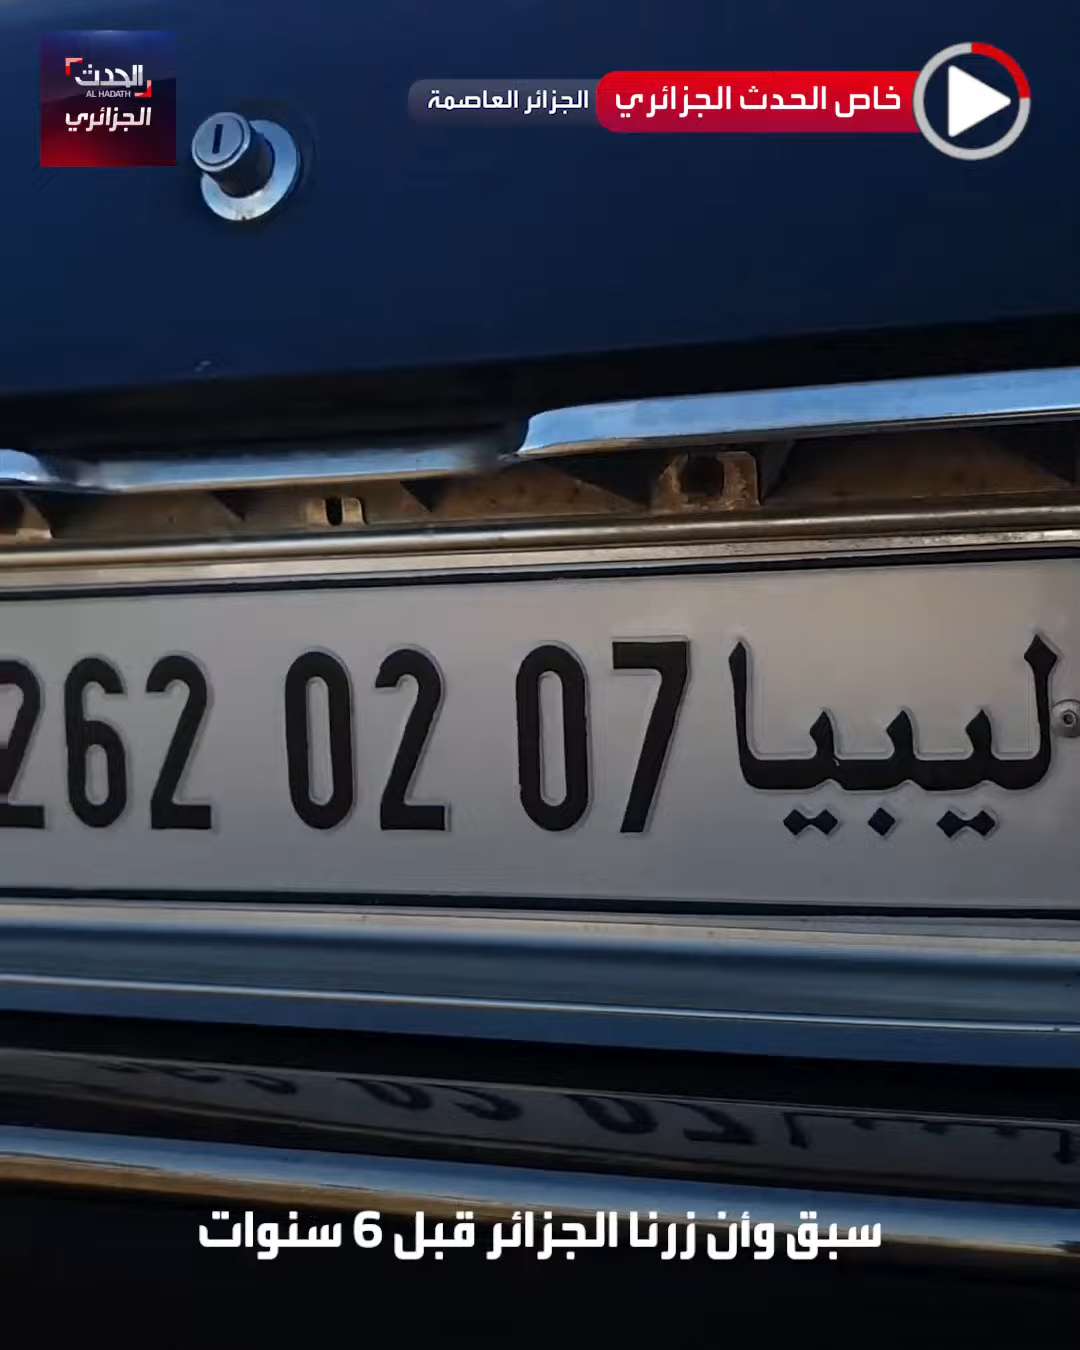 الحدث
AL HADATH
الجزائري
خاص الحدث الجزائري
الجزائر العاصمة
262 02 07 ليبيا
سبق وأن زرنا الجزائر قبل 6 سنوات